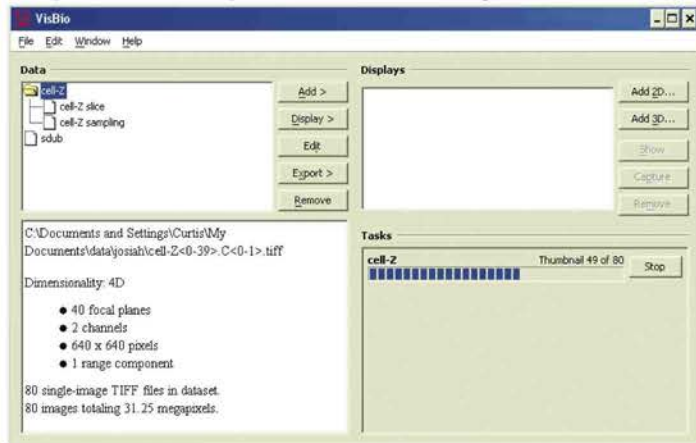 VisBio
File Edit Window Help
Data
cell-Z
cell-Z slice
cell-Z sampling
sdub
Add >
Display >
Edit
Export >
Remove
Displays
Add 2D...
Add 3D...
Show
Capture
Remove
C:\Documents and Settings\Curtis\My
Documents\data\josiah\cell-Z<0-39>.C<0-1>.tiff
Dimensionality: 4D
● 40 focal planes
● 2 channels
● 640 x 640 pixels
● 1 range component
80 single-image TIFF files in dataset.
80 images totaling 31.25 megapixels.
Tasks
cell-Z Thumbnail 49 of 80
Stop